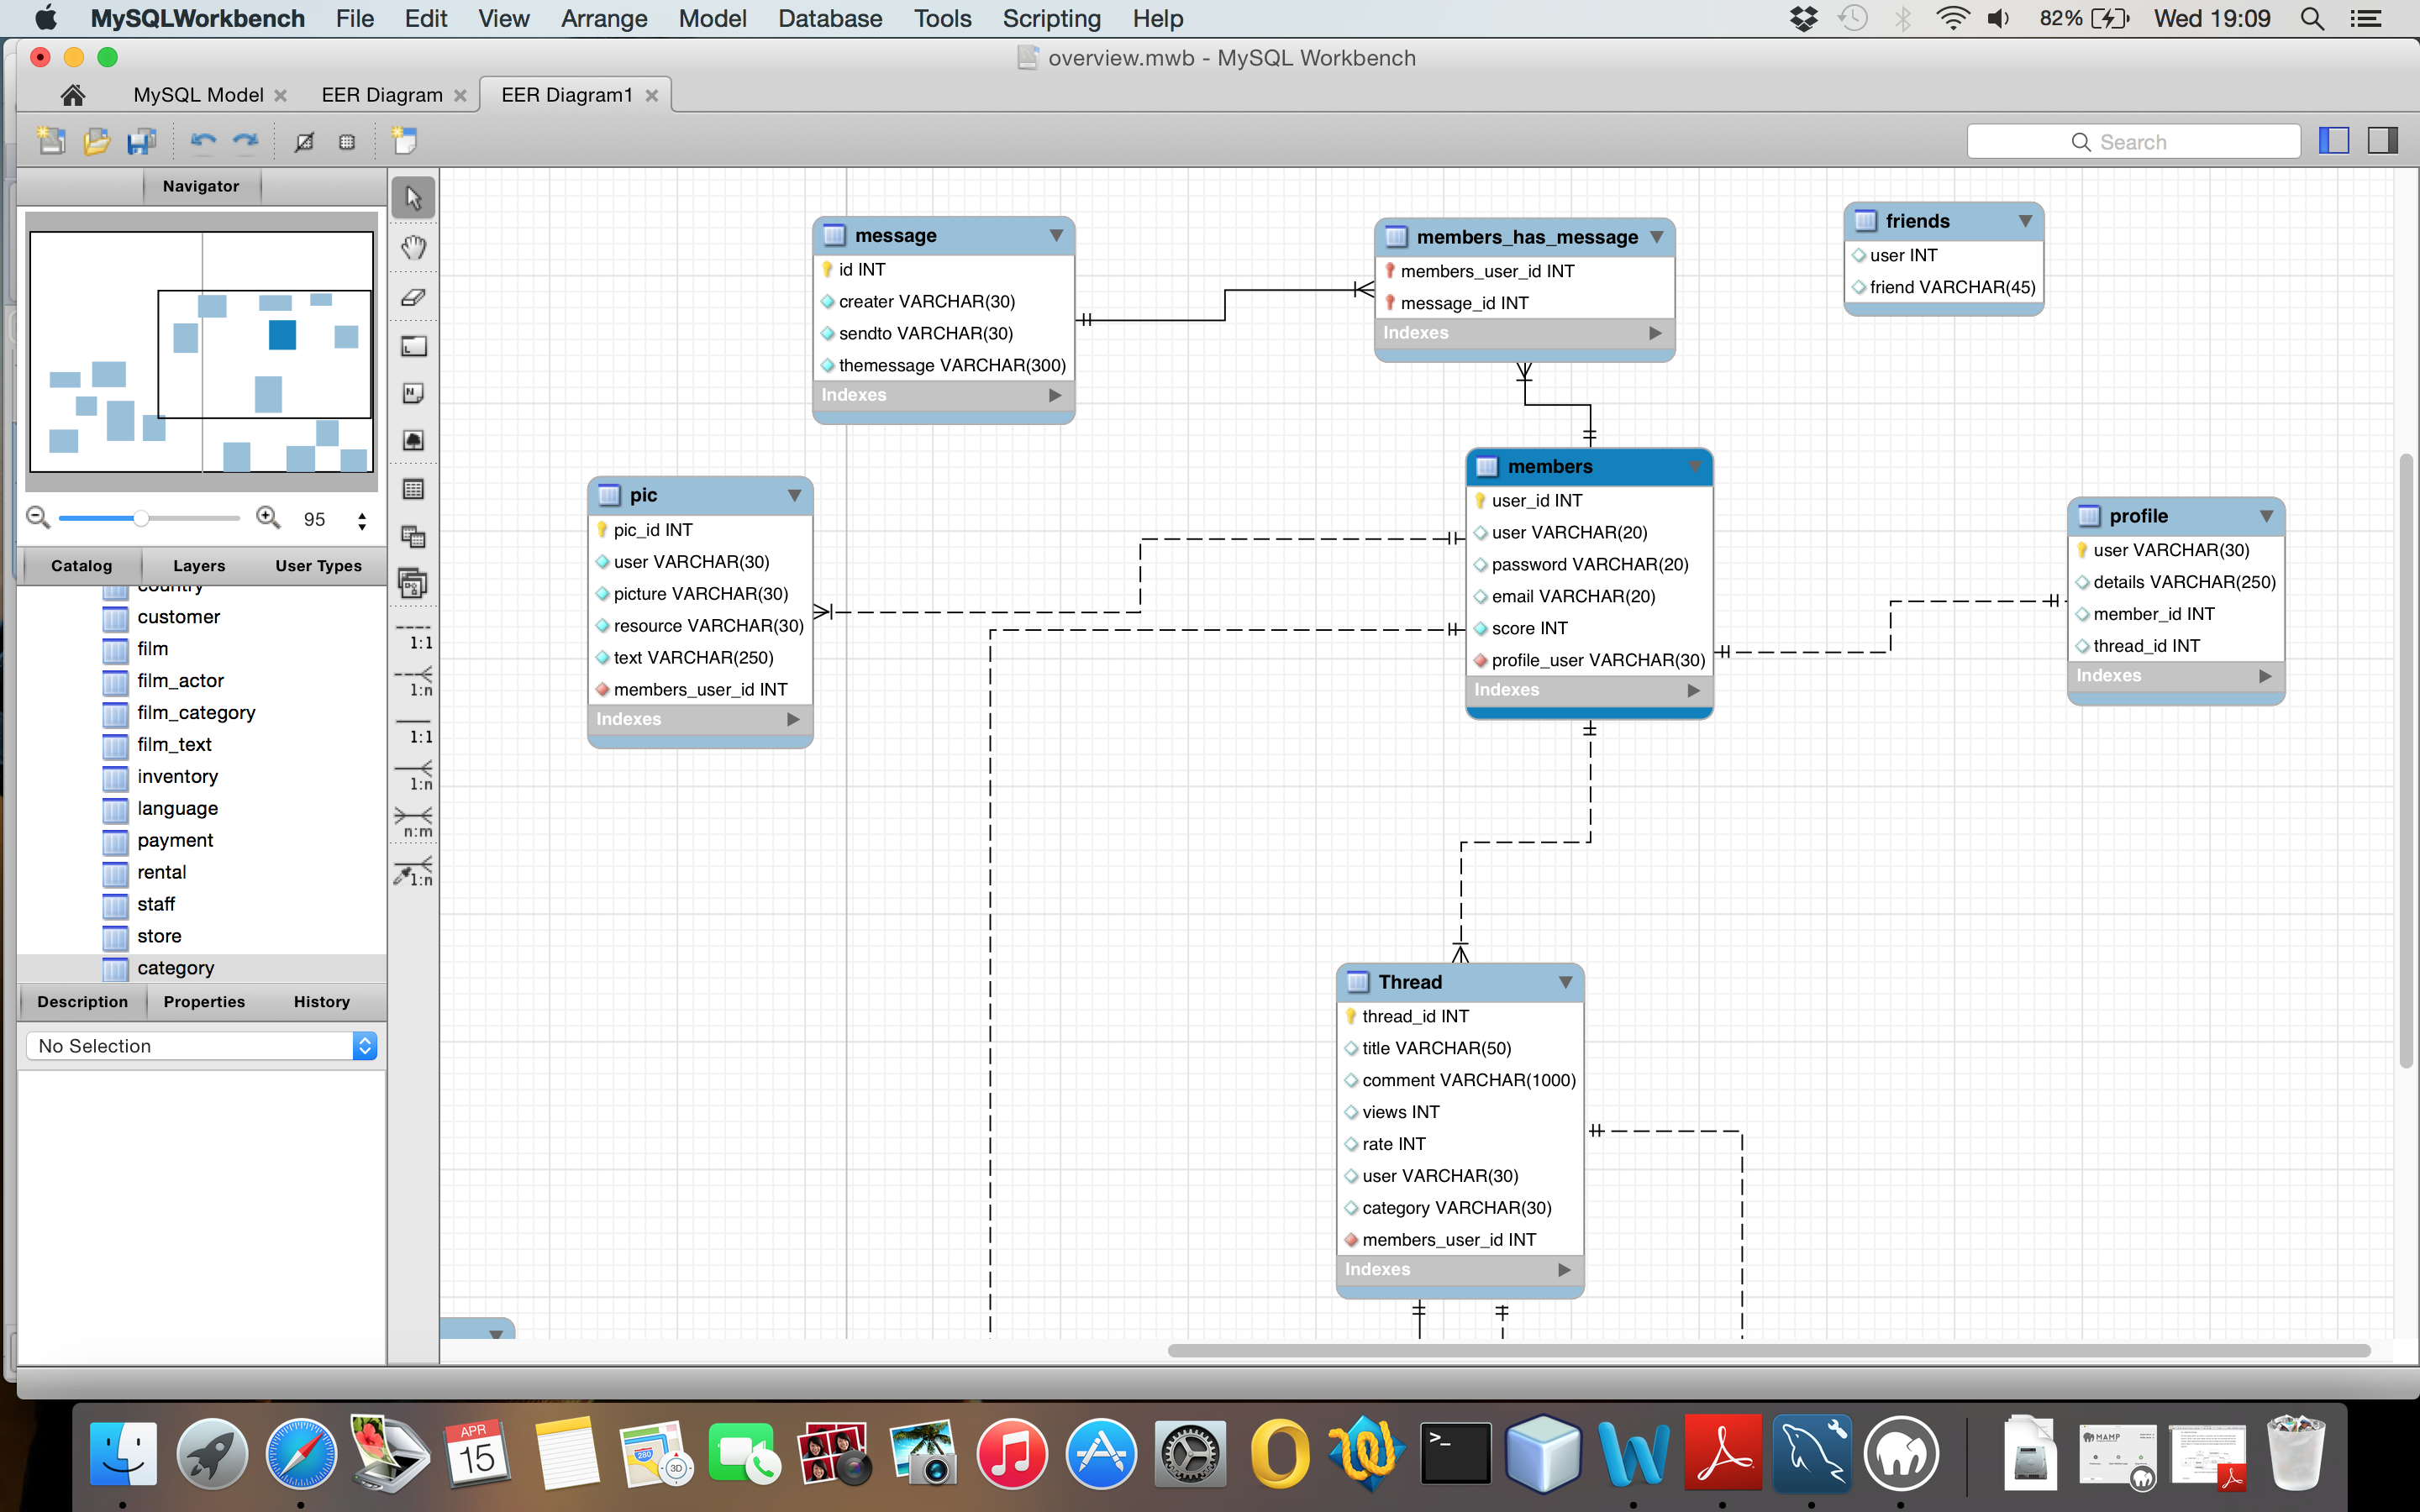 MySQLWorkbench File Edit View Arrange Model Database Tools Scripting Help 82% Wed 19:09
overview.mwb - MySQL Workbench
MySQL Model EER Diagram EER Diagram1
Search
Navigator
95
Catalog Layers User Types
country
customer
film
film_actor
film_category
film_text
inventory
language
payment
rental
staff
store
category
Description Properties History
No Selection
1:1
1:n
1:1
1:n
n:m
1:n
message
id INT
creater VARCHAR(30)
sendto VARCHAR(30)
themessage VARCHAR(300)
Indexes
members_has_message
members_user_id INT
message_id INT
Indexes
friends
user INT
friend VARCHAR(45)
pic
pic_id INT
user VARCHAR(30)
picture VARCHAR(30)
resource VARCHAR(30)
text VARCHAR(250)
members_user_id INT
Indexes
members
user_id INT
user VARCHAR(20)
password VARCHAR(20)
email VARCHAR(20)
score INT
profile_user VARCHAR(30)
Indexes
profile
user VARCHAR(30)
details VARCHAR(250)
member_id INT
thread_id INT
Indexes
Thread
thread_id INT
title VARCHAR(50)
comment VARCHAR(1000)
views INT
rate INT
user VARCHAR(30)
category VARCHAR(30)
members_user_id INT
Indexes
APR
15
280
3D
>_
MAMP